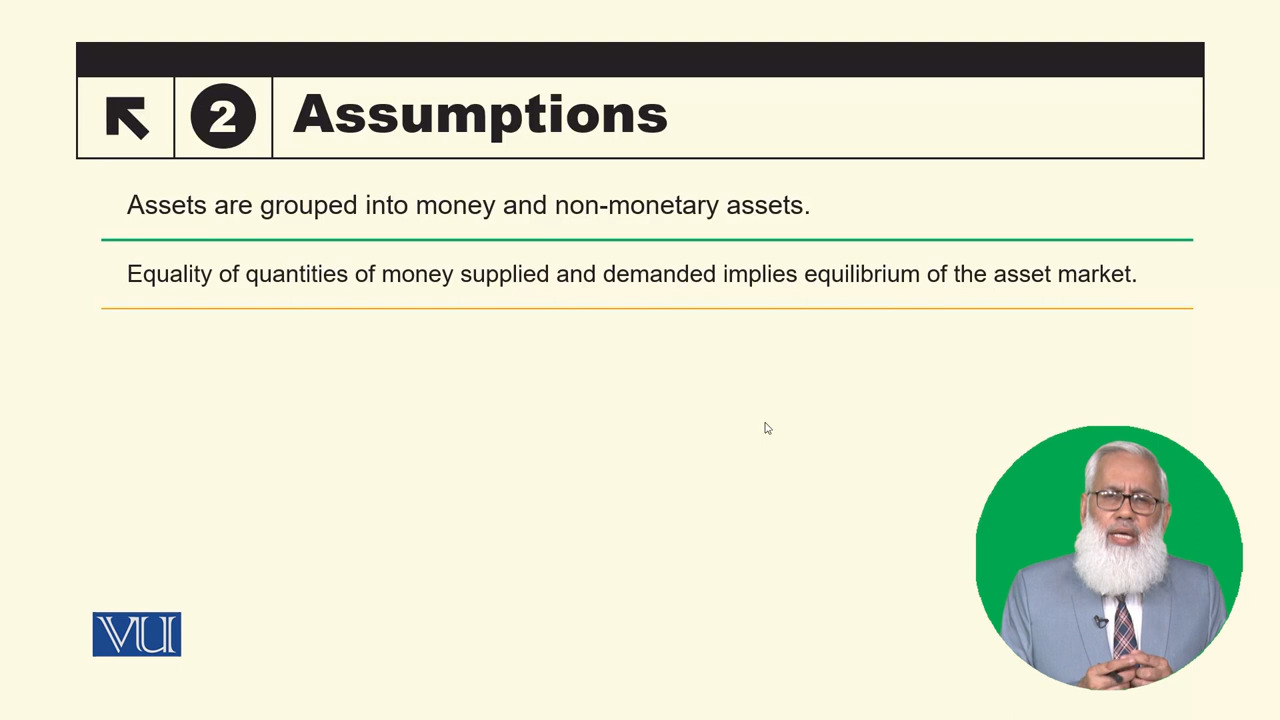 2 Assumptions
Assets are grouped into money and non-monetary assets.
Equality of quantities of money supplied and demanded implies equilibrium of the asset market.
VU